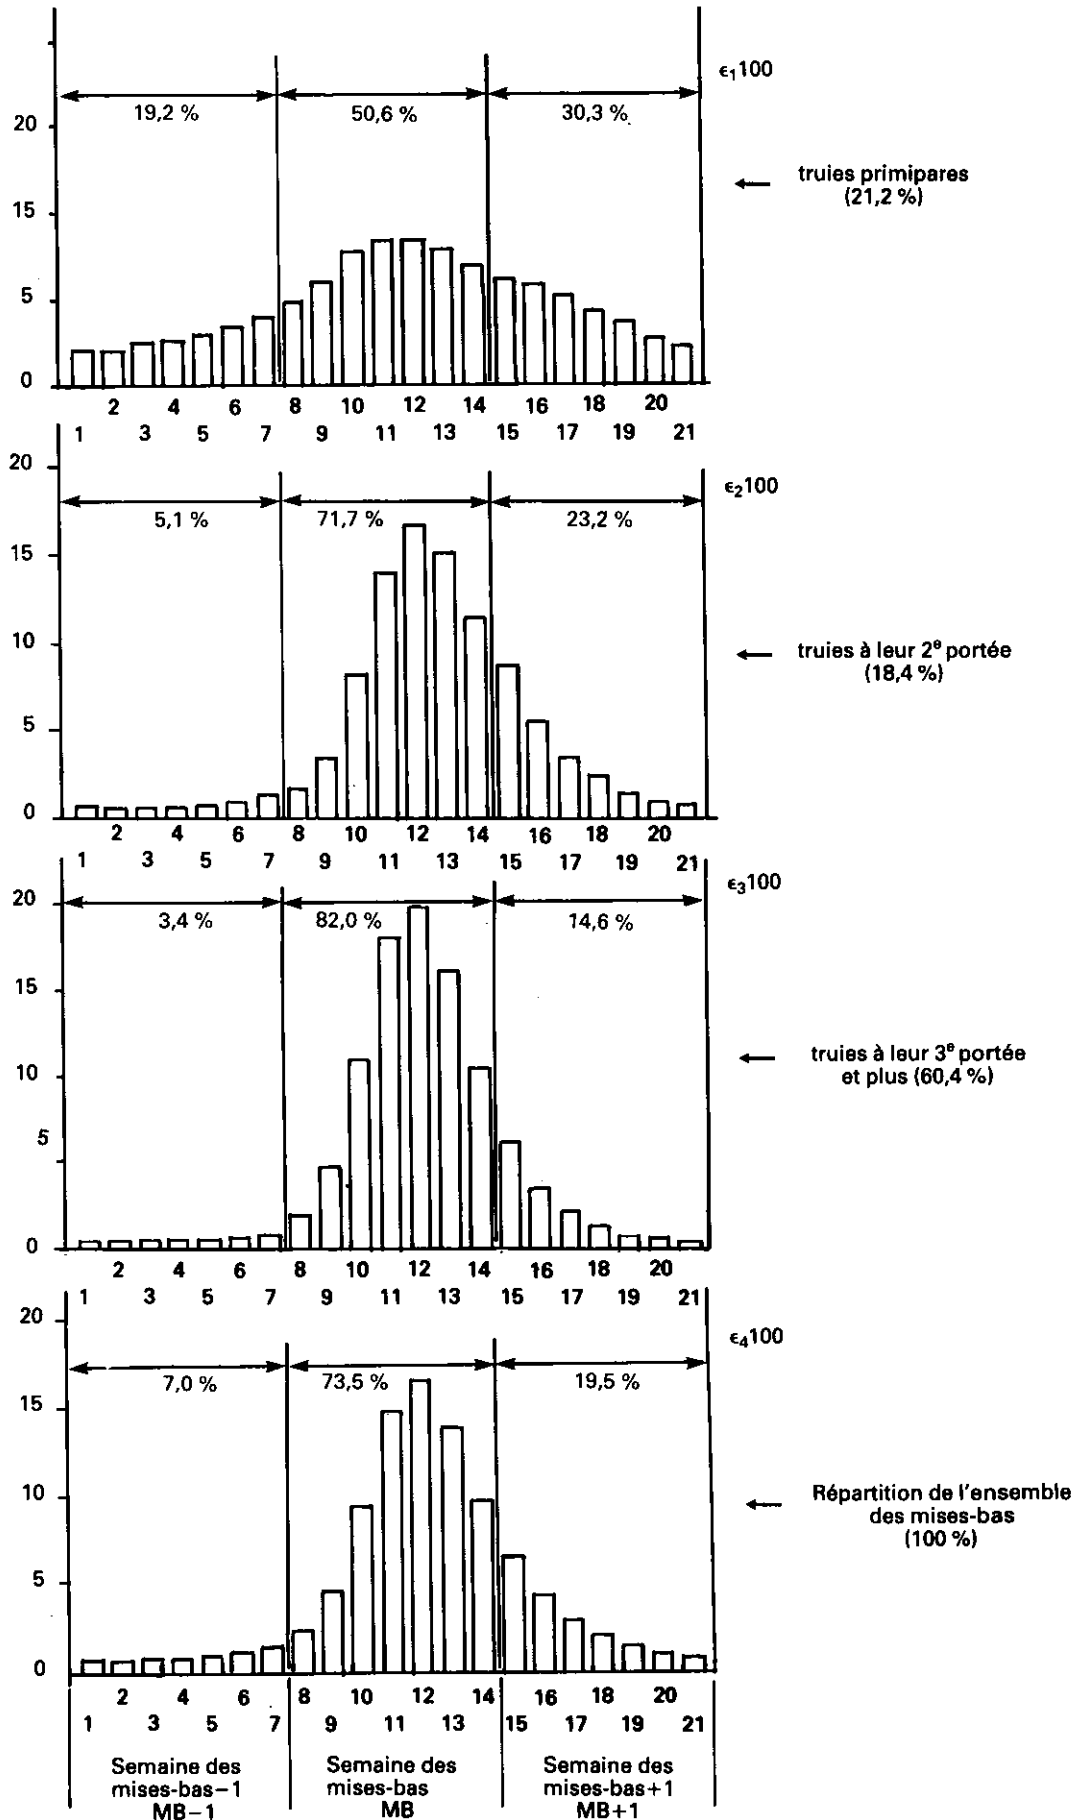 ϵ₁100
19,2 % 50,6 % 30,3 %
20
15
5
0
truies primipares
(21,2 %)
2 4 6 8 10 12 14 16 18 20
1 3 5 7 9 11 13 15 17 19 21
20
15
10
5
0
ϵ₂100
5,1 % 71,7 % 23,2 %
truies à leur 2ᵉ portée
(18,4 %)
2 4 6 8 10 12 14 16 18 20
1 3 5 7 9 11 13 15 17 19 21
20
15
10
5
0
ϵ₃100
3,4 % 82,0 % 14,6 %
truies à leur 3ᵉ portée
et plus (60,4 %)
2 4 6 8 10 12 14 16 18 20
1 3 5 7 9 11 13 15 17 19 21
20
15
10
5
0
ϵ₄100
7,0 % 73,5 % 19,5 %
Répartition de l'ensemble
des mises-bas
(100 %)
2 4 6 8 10 12 14 16 18 20
1 3 5 7 9 11 13 15 17 19 21
Semaine des
mises-bas−1
MB−1
Semaine des
mises-bas
MB
Semaine des
mises-bas+1
MB+1